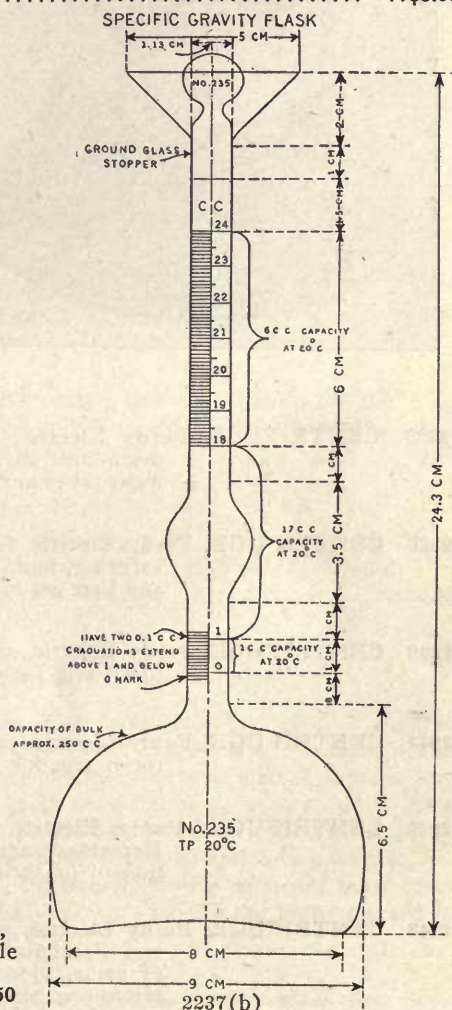 SPECIFIC GRAVITY FLASK
5 CM
1.13 CM
No. 235
2 CM
GROUND GLASS
STOPPER
1 CM
C C
1.5 CM
24
23
22
21
20
19
18
6 C C CAPACITY
AT 20°C
6 CM
1 CM
24.3 CM
17 C C
CAPACITY
AT 20°C
3.5 CM
HAVE TWO 0.1 C C
GRADUATIONS EXTEND
ABOVE 1 AND BELOW
0 MARK
1
0
1 C C CAPACITY
AT 20°C
1 CM
1 CM
CAPACITY OF BULK
APPROX. 250 C C
6.5 CM
No. 235
TP 20°C
8 CM
9 CM
le
50
2237(b)